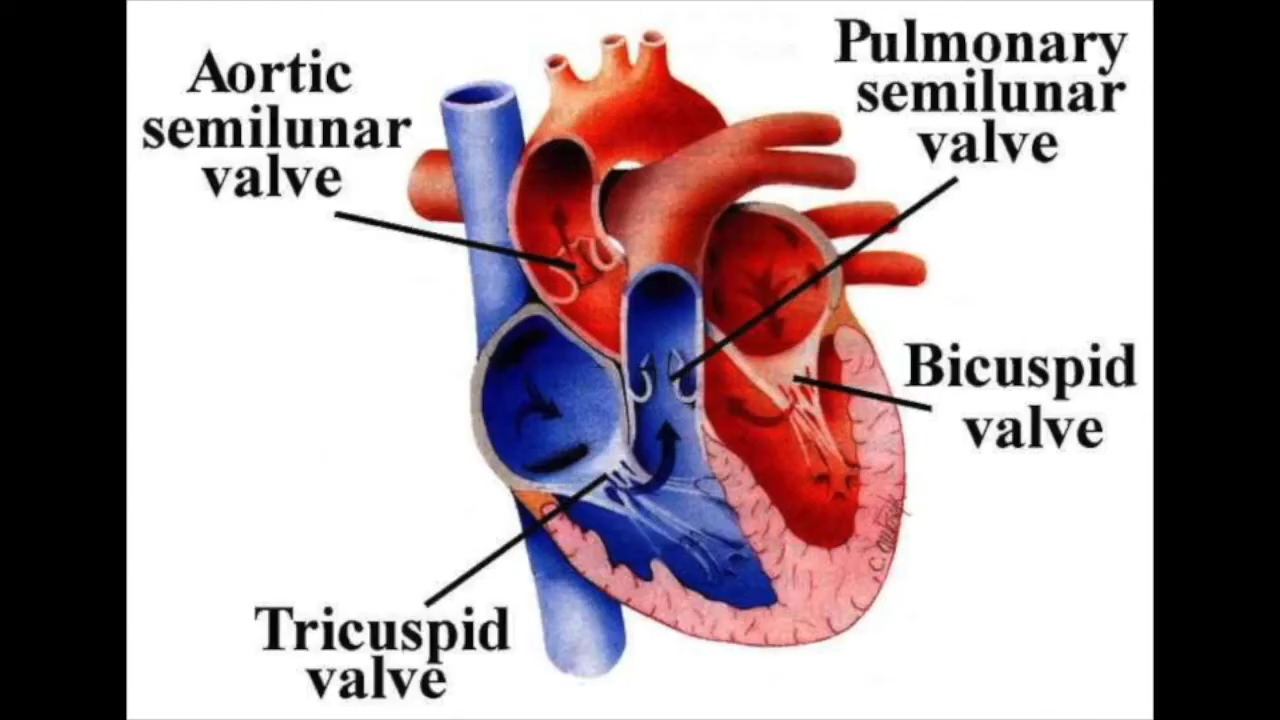 Aortic
semilunar
valve
Pulmonary
semilunar
valve
Bicuspid
valve
Tricuspid
valve